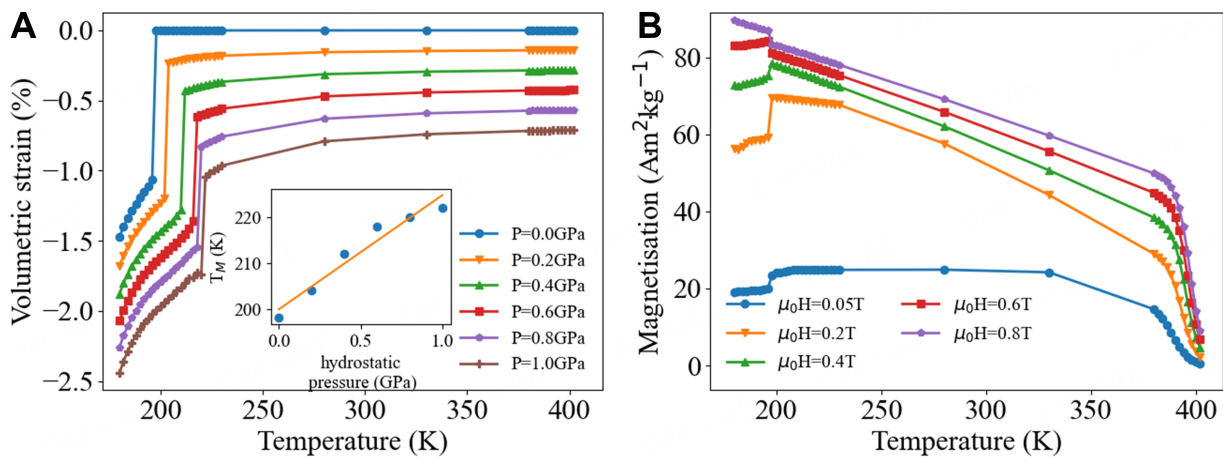 A
0.0
−0.5
−1.0
−1.5
−2.0
−2.5
Volumetric strain (%)
200
250
300
350
400
Temperature (K)
220
210
200
T_M (K)
0.0
0.5
1.0
hydrostatic
pressure (GPa)
P=0.0GPa
P=0.2GPa
P=0.4GPa
P=0.6GPa
P=0.8GPa
P=1.0GPa
B
80
60
40
20
0
Magnetisation (Am²kg⁻¹)
200
250
300
350
400
Temperature (K)
μ₀H=0.05T
μ₀H=0.2T
μ₀H=0.4T
μ₀H=0.6T
μ₀H=0.8T